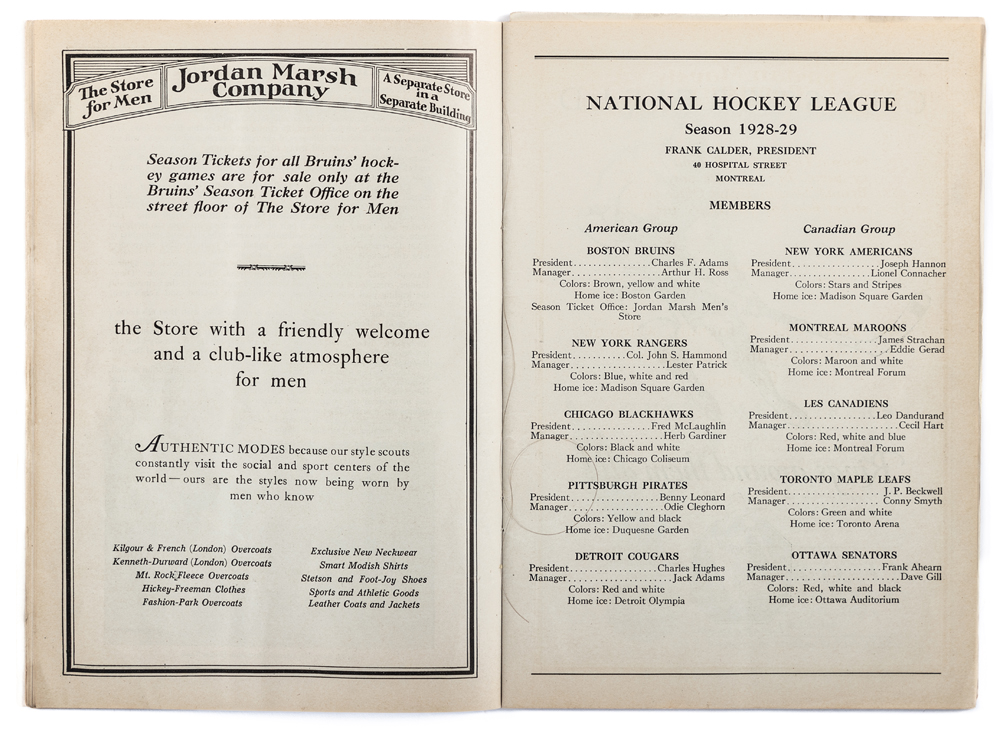 The Store
for Men
Jordan Marsh
Company
A Separate Store
in a
Separate Building
Season Tickets for all Bruins' hock-
ey games are for sale only at the
Bruins' Season Ticket Office on the
street floor of The Store for Men
the Store with a friendly welcome
and a club-like atmosphere
for men
AUTHENTIC MODES because our style scouts
constantly visit the social and sport centers of the
world—ours are the styles now being worn by
men who know
Kilgour & French (London) Overcoats
Kenneth-Durward (London) Overcoats
Mt. Rock Fleece Overcoats
Hickey-Freeman Clothes
Fashion-Park Overcoats
Exclusive New Neckwear
Smart Modish Shirts
Stetson and Foot-Joy Shoes
Sports and Athletic Goods
Leather Coats and Jackets
NATIONAL HOCKEY LEAGUE
Season 1928-29
FRANK CALDER, PRESIDENT
40 HOSPITAL STREET
MONTREAL
MEMBERS
American Group
BOSTON BRUINS
President...............Charles F. Adams
Manager.................Arthur H. Ross
Colors: Brown, yellow and white
Home ice: Boston Garden
Season Ticket Office: Jordan Marsh Men's
Store
NEW YORK RANGERS
President..........Col. John S. Hammond
Manager..................Lester Patrick
Colors: Blue, white and red
Home ice: Madison Square Garden
CHICAGO BLACKHAWKS
President...............Fred McLaughlin
Manager..................Herb Gardiner
Colors: Black and white
Home ice: Chicago Coliseum
PITTSBURGH PIRATES
President................Benny Leonard
Manager..................Odie Cleghorn
Colors: Yellow and black
Home ice: Duquesne Garden
DETROIT COUGARS
President................Charles Hughes
Manager....................Jack Adams
Colors: Red and white
Home ice: Detroit Olympia
Canadian Group
NEW YORK AMERICANS
President.................Joseph Hannon
Manager................Lionel Connacher
Colors: Stars and Stripes
Home ice: Madison Square Garden
MONTREAL MAROONS
President.................James Strachan
Manager...................Eddie Gerad
Colors: Maroon and white
Home ice: Montreal Forum
LES CANADIENS
President.................Leo Dandurand
Manager.....................Cecil Hart
Colors: Red, white and blue
Home ice: Montreal Forum
TORONTO MAPLE LEAFS
President..................J. P. Beckwell
Manager..................Conny Smyth
Colors: Green and white
Home ice: Toronto Arena
OTTAWA SENATORS
President..................Frank Ahearn
Manager.....................Dave Gill
Colors: Red, white and black
Home ice: Ottawa Auditorium